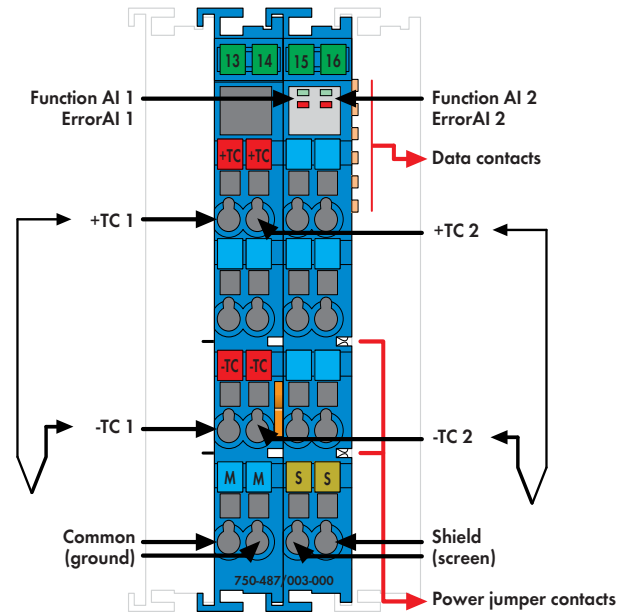 13 14 15 16
Function AI 1
ErrorAI 1
Function AI 2
ErrorAI 2
Data contacts
+TC +TC
+TC 1
+TC 2
-TC -TC
-TC 1
-TC 2
M M S S
Common
(ground)
Shield
(screen)
750-487/003-000
Power jumper contacts